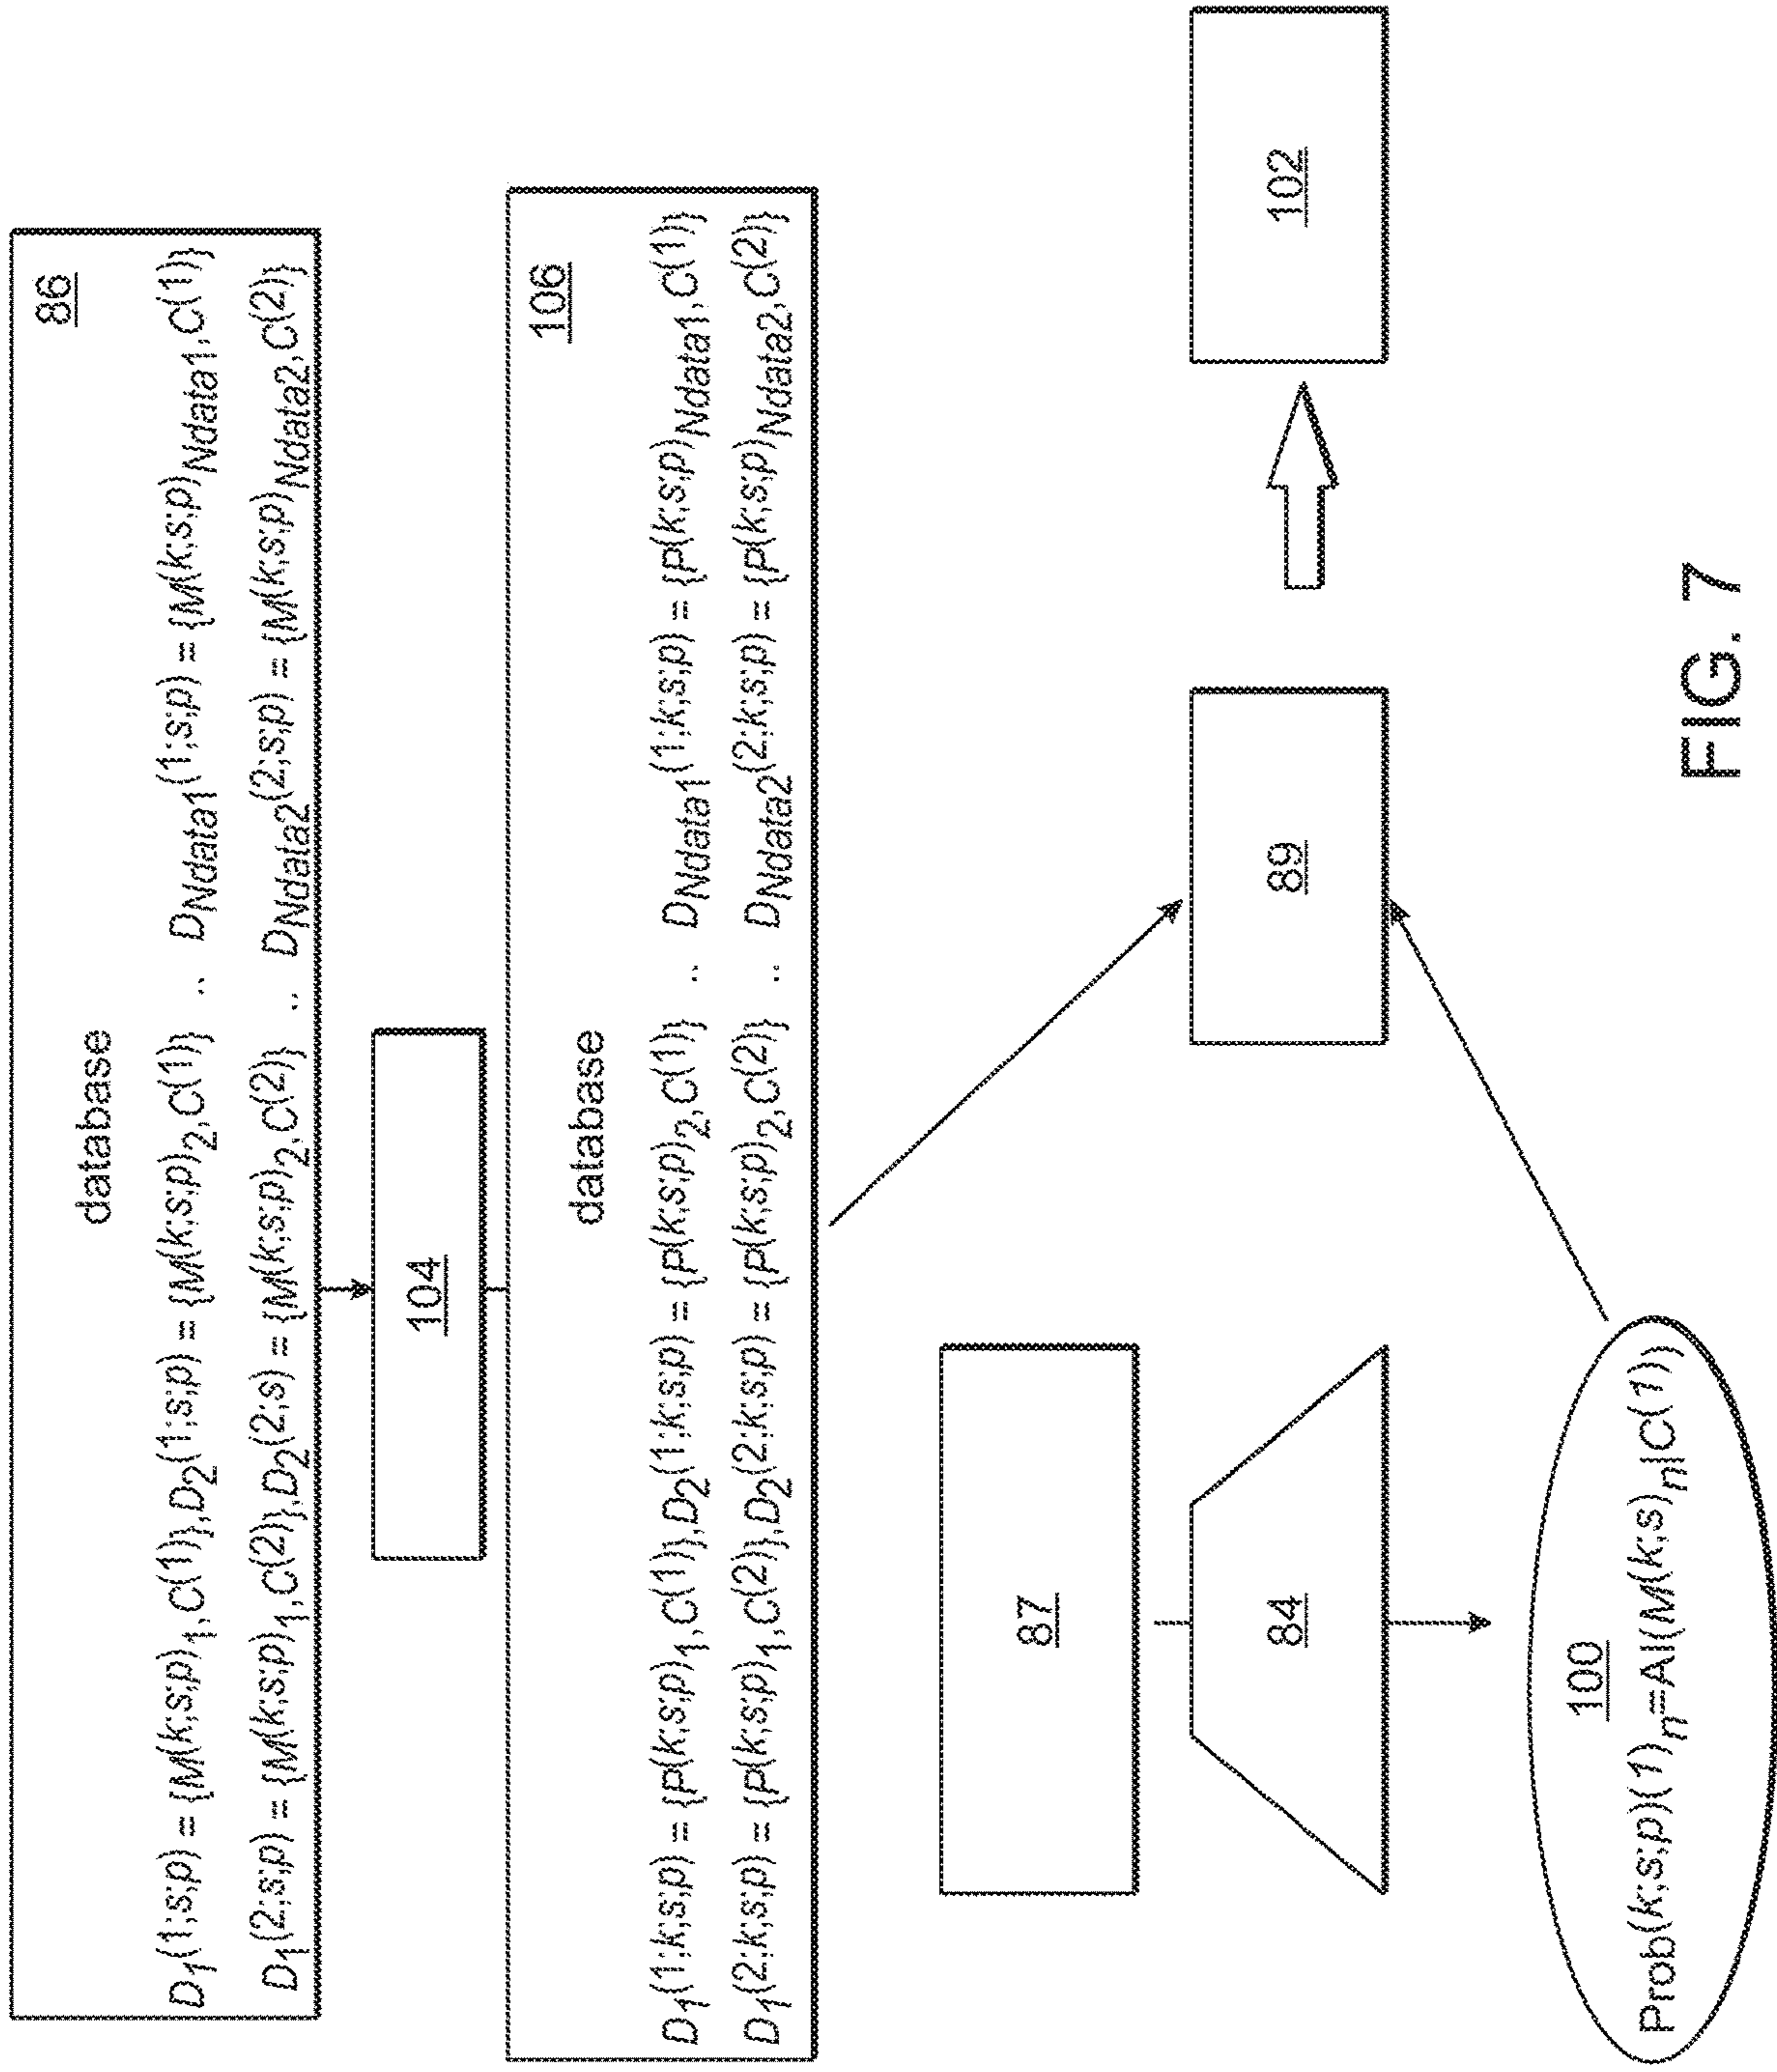 86
database
D1(1;s;p) = {M(k;s;p)1,C(1)},D2(1;s;p) = {M(k;s;p)2,C(1)} .. DNdata1(1;s;p) = {M(k;s;p)Ndata1,C(1)}
D1(2;s;p) = {M(k;s;p)1,C(2)},D2(2;s) = {M(k;s;p)2,C(2)} .. DNdata2(2;s;p) = {M(k;s;p)Ndata2,C(2)}
104
106
database
D1(1;k;s;p) = {P(k;s;p)1,C(1)},D2(1;k;s;p) = {P(k;s;p)2,C(1)} .. DNdata1(1;k;s;p) = {P(k;s;p)Ndata1,C(1)}
D1(2;k;s;p) = {P(k;s;p)1,C(2)},D2(2;k;s;p) = {P(k;s;p)2,C(2)} .. DNdata2(2;k;s;p) = {P(k;s;p)Ndata2,C(2)}
87
84
100
Prob(k;s;p)(1)n=AI(M(k;s)n|C(1))
89
102
FIG. 7